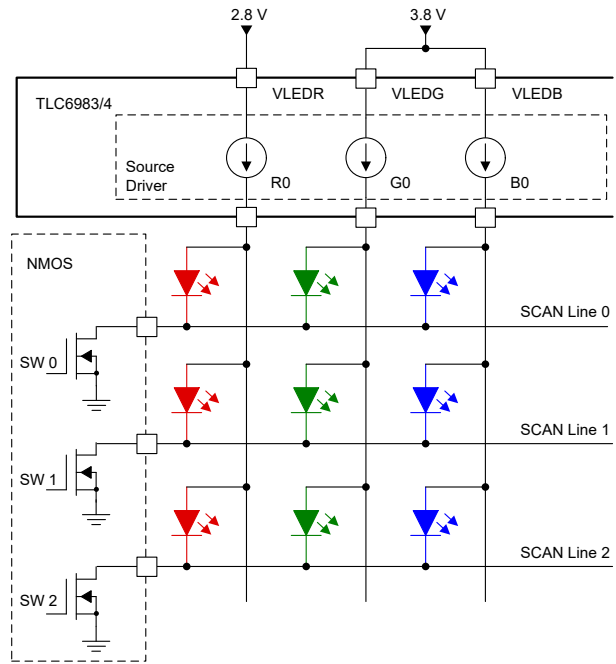 2.8 V
3.8 V
TLC6983/4
VLEDR
VLEDG
VLEDB
Source
Driver
R0
G0
B0
NMOS
SCAN Line 0
SW 0
SCAN Line 1
SW 1
SCAN Line 2
SW 2